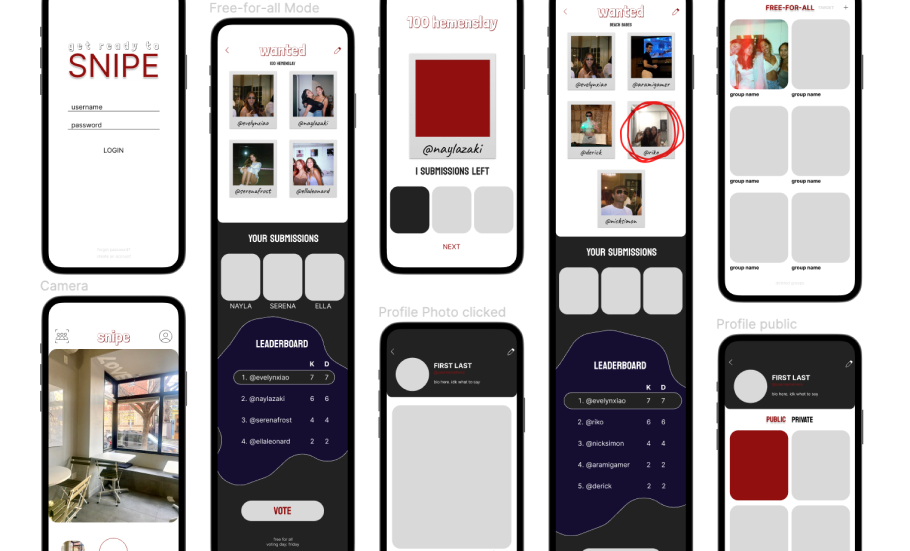 get ready to
SNIPE
username
password
LOGIN
Camera
snipe
Free-for-all Mode
wanted
100 HEMENSLAY
@evelynxiao
@naylazaki
@serenafrost
@ellaleonard
YOUR SUBMISSIONS
NAYLA
SERENA
ELLA
LEADERBOARD
K D
1. @evelynxiao 7 7
2. @naylazaki 6 6
3. @serenafrost 4 4
4. @ellaleonard 2 2
VOTE
free for all
voting day: friday
100 hemenslay
@naylazaki
1 SUBMISSIONS LEFT
NEXT
Profile Photo clicked
FIRST LAST
bio here, idk what to say
wanted
BEACH BABES
@evelynxiao
@aramigamer
@derick
@riko
@nicksimon
YOUR SUBMISSIONS
LEADERBOARD
K D
1. @evelynxiao 7 7
2. @riko 6 6
3. @nicksimon 4 4
4. @aramigamer 2 2
5. @derick 2 2
FREE-FOR-ALL TARGET +
group name
group name
group name
group name
group name
group name
Profile public
FIRST LAST
bio here, idk what to say
PUBLIC PRIVATE